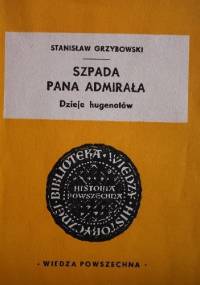 STANISŁAW GRZYBOWSKI
SZPADA
PANA ADMIRAŁA
Dzieje hugenotów
BIBLIOTEKA WIEDZY HISTORYCZNEJ
HISTORIA
POWSZECHNA
• WIEDZA POWSZECHNA •